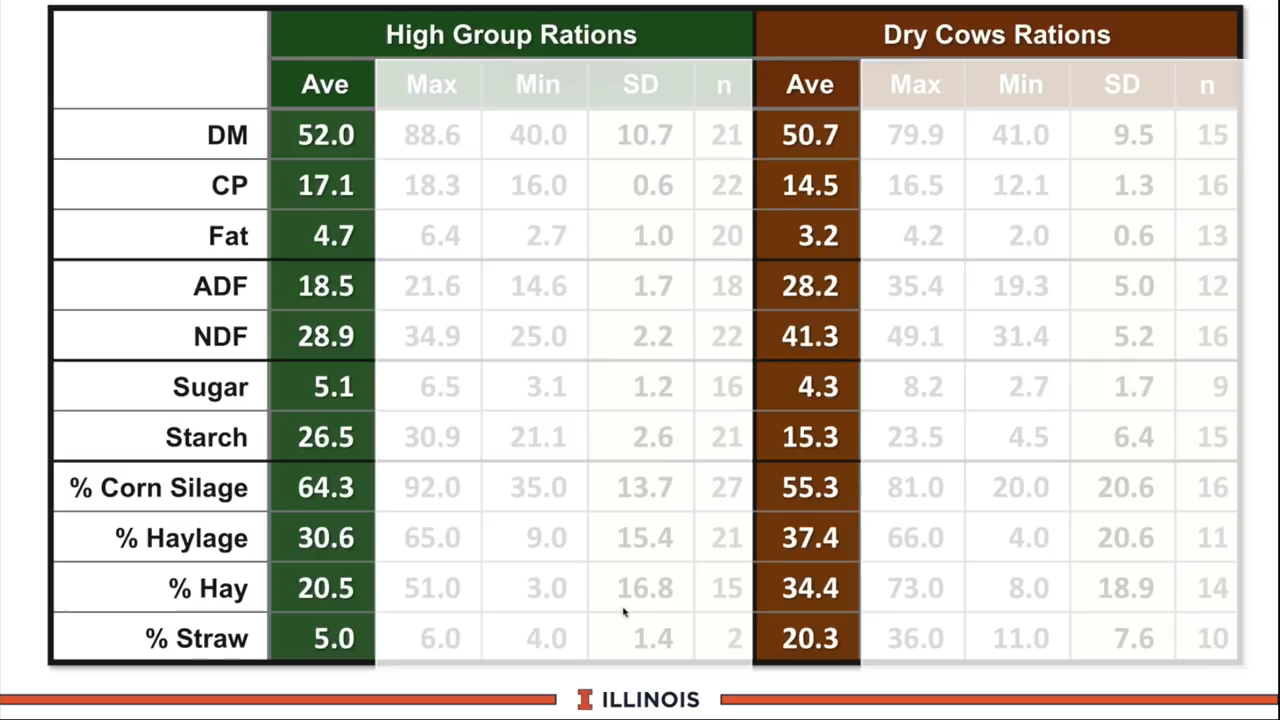 High Group Rations Dry Cows Rations
Ave Max Min SD n Ave Max Min SD n
DM 52.0 88.6 40.0 10.7 21 50.7 79.9 41.0 9.5 15
CP 17.1 18.3 16.0 0.6 22 14.5 16.5 12.1 1.3 16
Fat 4.7 6.4 2.7 1.0 20 3.2 4.2 2.0 0.6 13
ADF 18.5 21.6 14.6 1.7 18 28.2 35.4 19.3 5.0 12
NDF 28.9 34.9 25.0 2.2 22 41.3 49.1 31.4 5.2 16
Sugar 5.1 6.5 3.1 1.2 16 4.3 8.2 2.7 1.7 9
Starch 26.5 30.9 21.1 2.6 21 15.3 23.5 4.5 6.4 15
% Corn Silage 64.3 92.0 35.0 13.7 27 55.3 81.0 20.0 20.6 16
% Haylage 30.6 65.0 9.0 15.4 21 37.4 66.0 4.0 20.6 11
% Hay 20.5 51.0 3.0 16.8 15 34.4 73.0 8.0 18.9 14
% Straw 5.0 6.0 4.0 1.4 2 20.3 36.0 11.0 7.6 10
I ILLINOIS